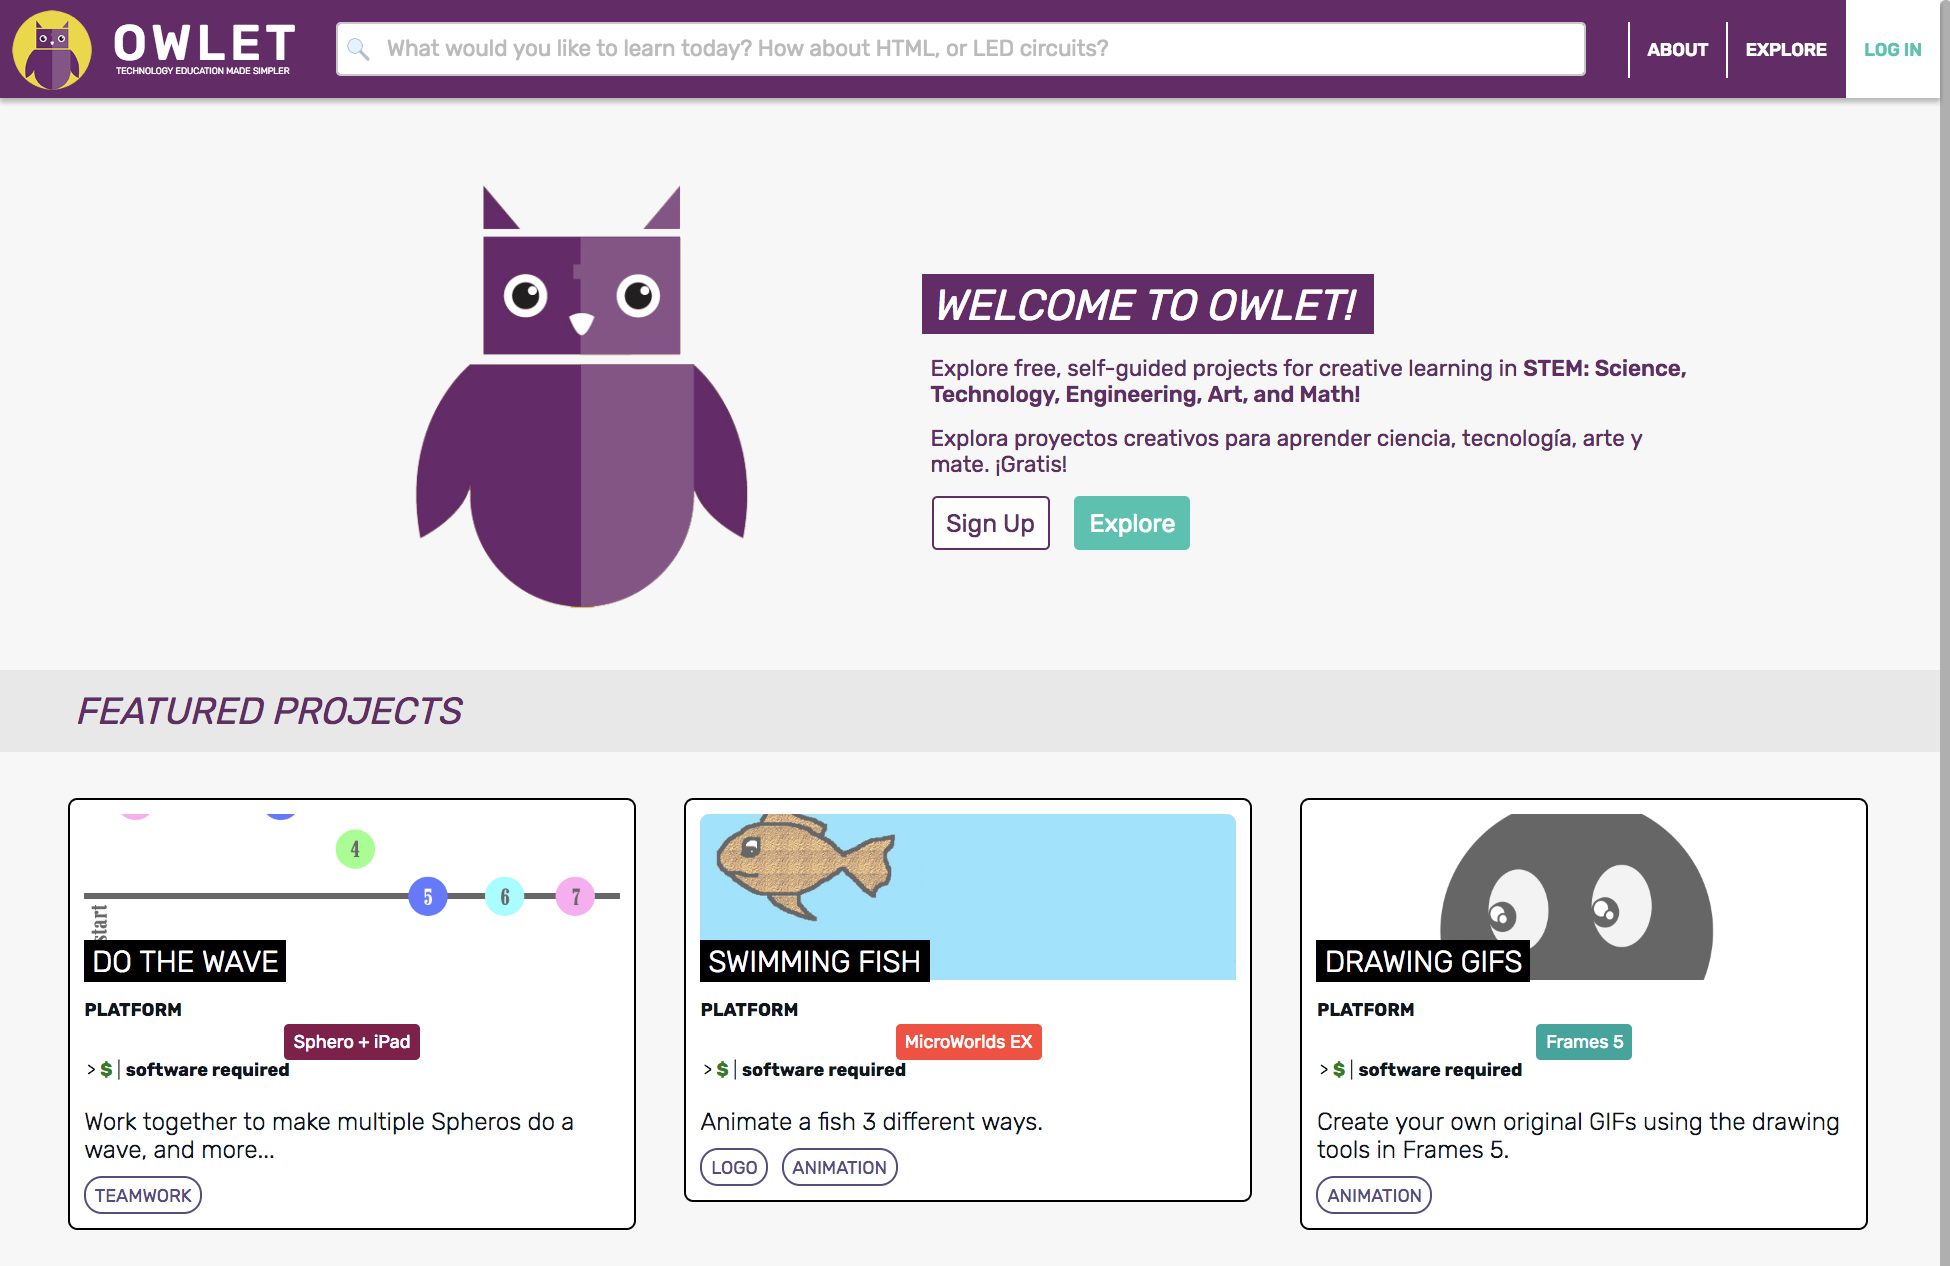 OWLET
TECHNOLOGY EDUCATION MADE SIMPLER
What would you like to learn today? How about HTML, or LED circuits?
ABOUT
EXPLORE
LOG IN
WELCOME TO OWLET!
Explore free, self-guided projects for creative learning in STEM: Science,
Technology, Engineering, Art, and Math!
Explora proyectos creativos para aprender ciencia, tecnología, arte y
mate. ¡Gratis!
Sign Up
Explore
FEATURED PROJECTS
4
5
6
7
start
DO THE WAVE
PLATFORM
Sphero + iPad
> $ | software required
Work together to make multiple Spheros do a
wave, and more...
TEAMWORK
SWIMMING FISH
PLATFORM
MicroWorlds EX
> $ | software required
Animate a fish 3 different ways.
LOGO
ANIMATION
DRAWING GIFS
PLATFORM
Frames 5
> $ | software required
Create your own original GIFs using the drawing
tools in Frames 5.
ANIMATION